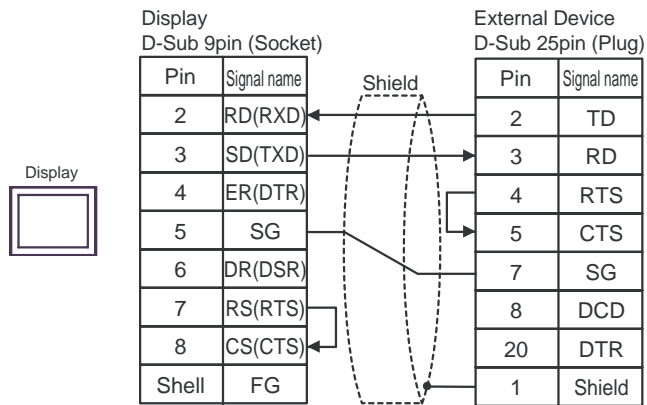 Display
D-Sub 9pin (Socket)
External Device
D-Sub 25pin (Plug)
Pin Signal name
Shield
Pin Signal name
2 RD(RXD)
2 TD
3 SD(TXD)
3 RD
Display
4 ER(DTR)
4 RTS
5 SG
5 CTS
6 DR(DSR)
7 SG
7 RS(RTS)
8 DCD
8 CS(CTS)
20 DTR
Shell FG
1 Shield